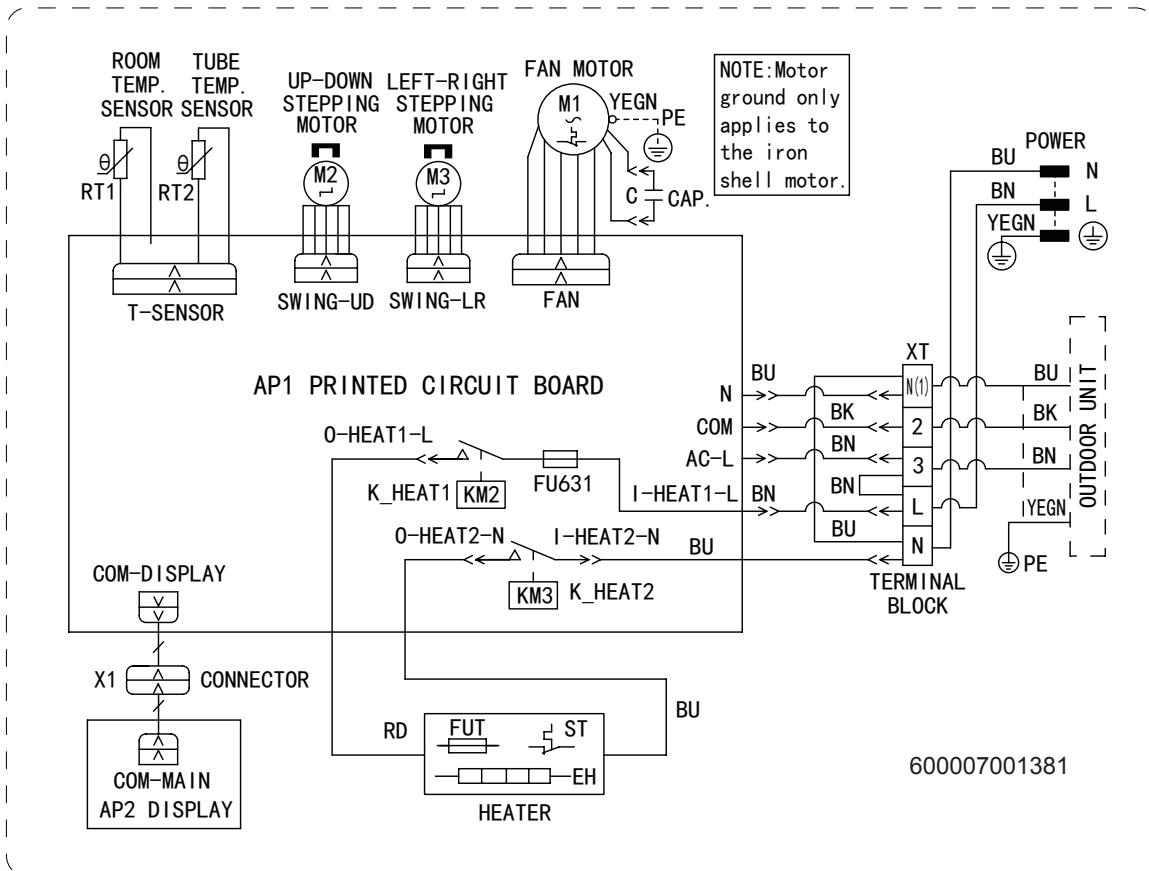 ROOM
TEMP.
SENSOR
TUBE
TEMP.
SENSOR
UP-DOWN
STEPPING
MOTOR
LEFT-RIGHT
STEPPING
MOTOR
FAN MOTOR
NOTE:Motor
ground only
applies to
the iron
shell motor.
θ
RT1
θ
RT2
M2
M3
M1
YEGN
PE
C
CAP.
POWER
BU
N
BN
L
YEGN
T-SENSOR
SWING-UD
SWING-LR
FAN
AP1 PRINTED CIRCUIT BOARD
XT
N
BU
N(1)
BU
COM
BK
2
BK
AC-L
BN
3
BN
O-HEAT1-L
K_HEAT1
KM2
FU631
I-HEAT1-L
BN
BN
L
YEGN
O-HEAT2-N
I-HEAT2-N
BU
BU
N
KM3
K_HEAT2
TERMINAL
BLOCK
PE
OUTDOOR UNIT
COM-DISPLAY
X1
CONNECTOR
COM-MAIN
AP2 DISPLAY
RD
FUT
ST
EH
HEATER
BU
600007001381